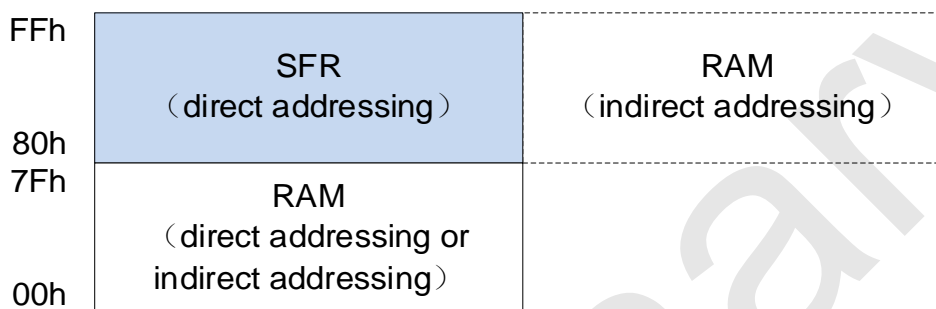 FFh
SFR
（direct addressing）
RAM
（indirect addressing）
80h
7Fh
RAM
（direct addressing or
indirect addressing）
00h